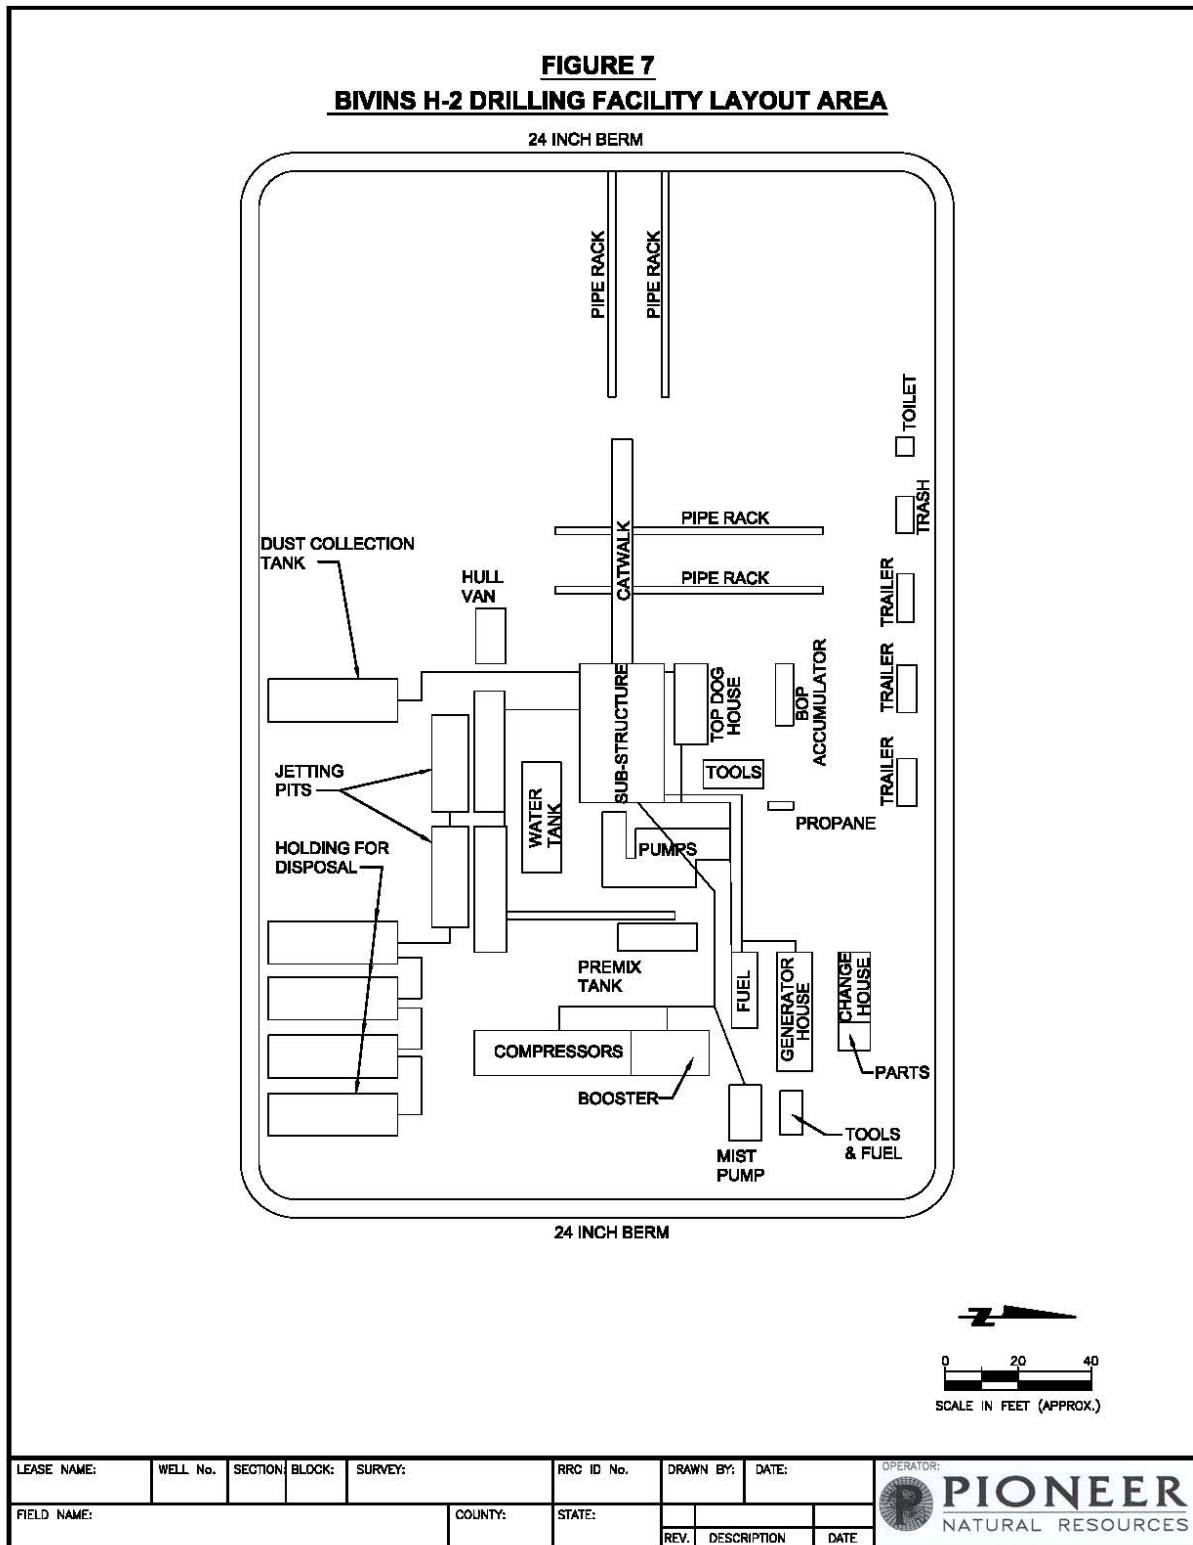 FIGURE 7
BIVINS H-2 DRILLING FACILITY LAYOUT AREA
24 INCH BERM
PIPE RACK
PIPE RACK
TOILET
TRASH
PIPE RACK
CATWALK
PIPE RACK
DUST COLLECTION
TANK
HULL
VAN
TRAILER
TRAILER
TRAILER
SUB-STRUCTURE
TOP DOG
HOUSE
BOP
ACCUMULATOR
TOOLS
JETTING
PITS
WATER
TANK
PROPANE
PUMPS
HOLDING FOR
DISPOSAL
PREMIX
TANK
FUEL
GENERATOR
HOUSE
CHANGE
HOUSE
COMPRESSORS
PARTS
BOOSTER
TOOLS
& FUEL
MIST
PUMP
24 INCH BERM
Z
0 20 40
SCALE IN FEET (APPROX.)
LEASE NAME: WELL No. SECTION: BLOCK: SURVEY: RRC ID No. DRAWN BY: DATE: OPERATOR:
FIELD NAME: COUNTY: STATE:
REV. DESCRIPTION DATE
P PIONEER
NATURAL RESOURCES